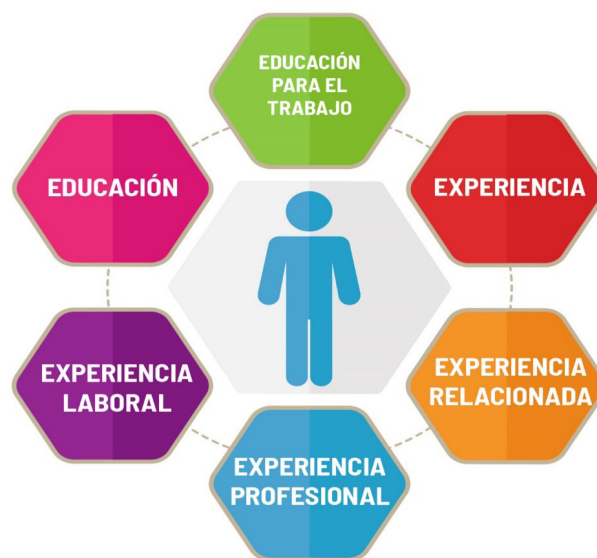 EDUCACIÓN
PARA EL
TRABAJO
EDUCACIÓN
EXPERIENCIA
EXPERIENCIA
LABORAL
EXPERIENCIA
RELACIONADA
EXPERIENCIA
PROFESIONAL